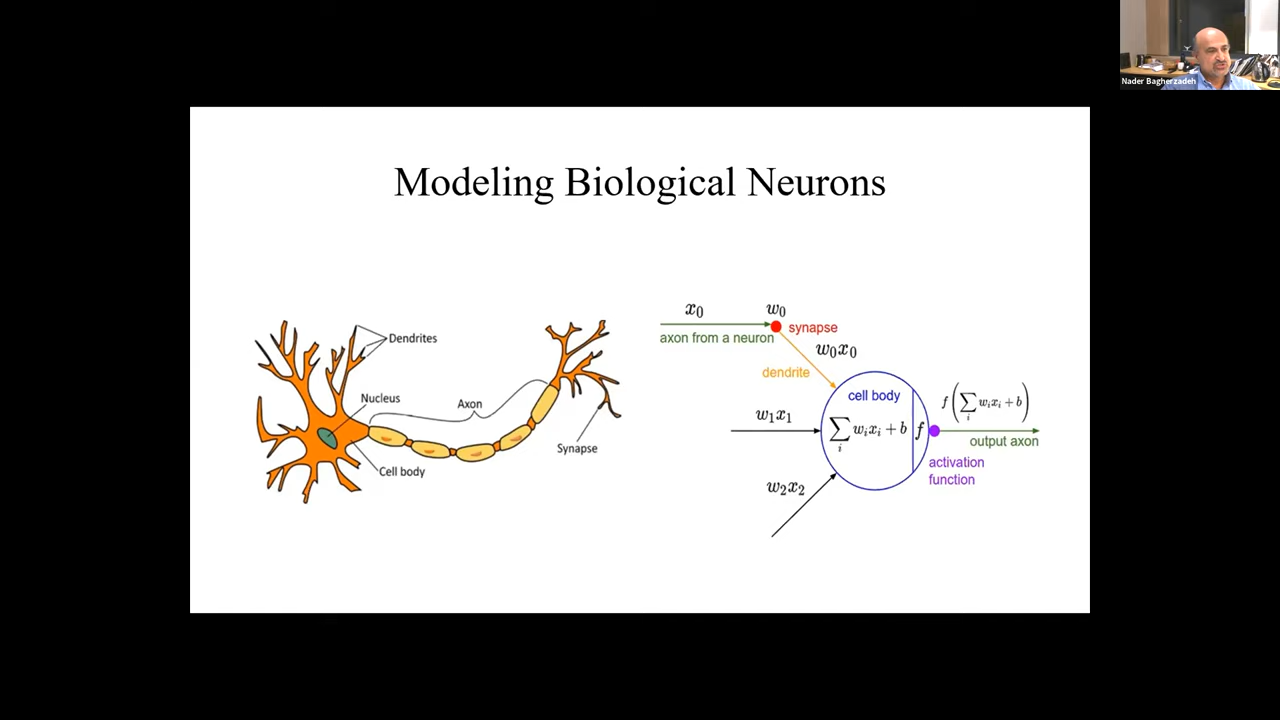 Nader Bagherzadeh
Modeling Biological Neurons
Dendrites
Nucleus
Axon
Synapse
Cell body
x₀
w₀
axon from a neuron
synapse
w₀x₀
dendrite
cell body
w₁x₁
∑ᵢ wᵢxᵢ + b
f
f(∑ᵢ wᵢxᵢ + b)
output axon
activation
function
w₂x₂